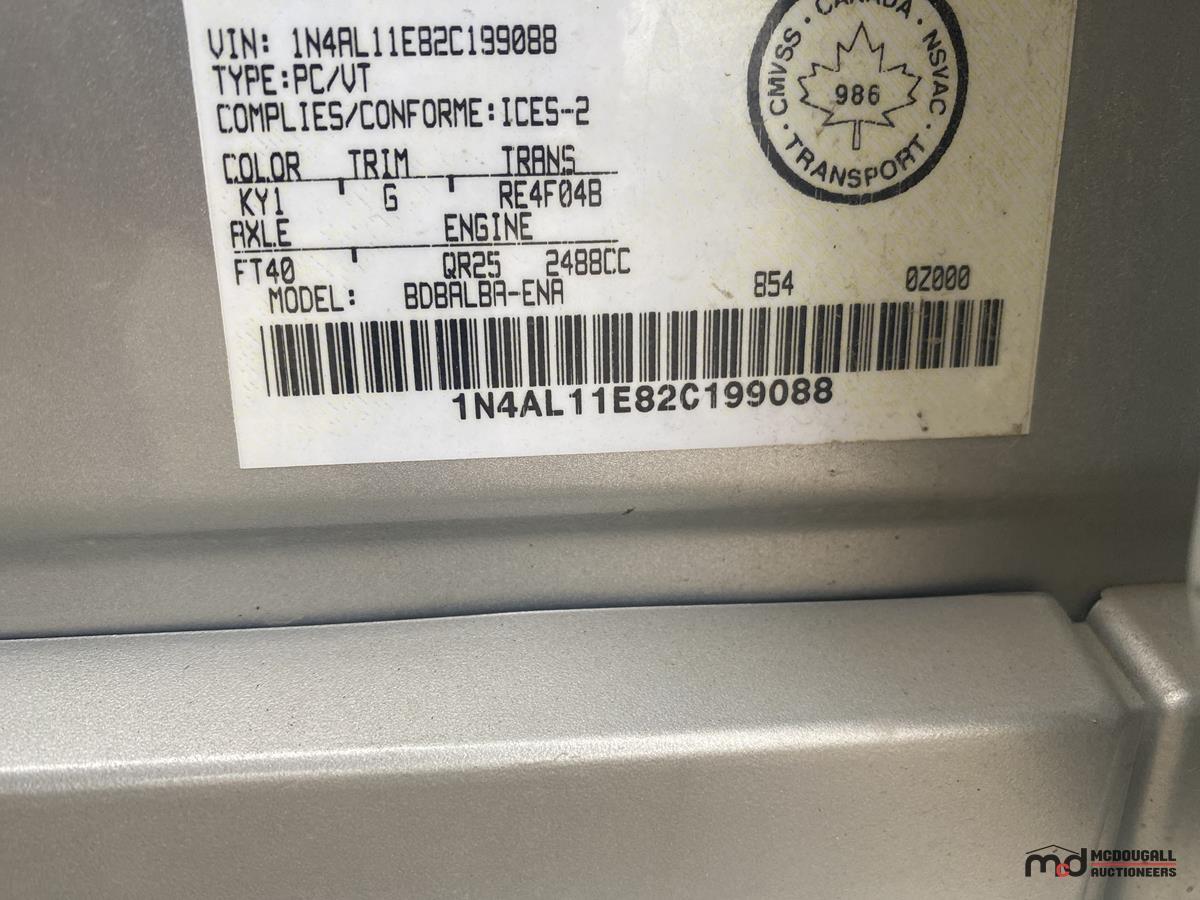 VIN: 1N4AL11E82C199088
TYPE:PC/VT
COMPLIES/CONFORME:ICES-2
COLOR TRIM TRANS
KY1 G RE4F04B
AXLE ENGINE
FT40 QR25 2488CC
MODEL: BDBALBA-ENA 854 0Z000
1N4AL11E82C199088
CANADA · NSVAC · TRANSPORT · CMVSS ·
986
mcd MCDOUGALL
AUCTIONEERS